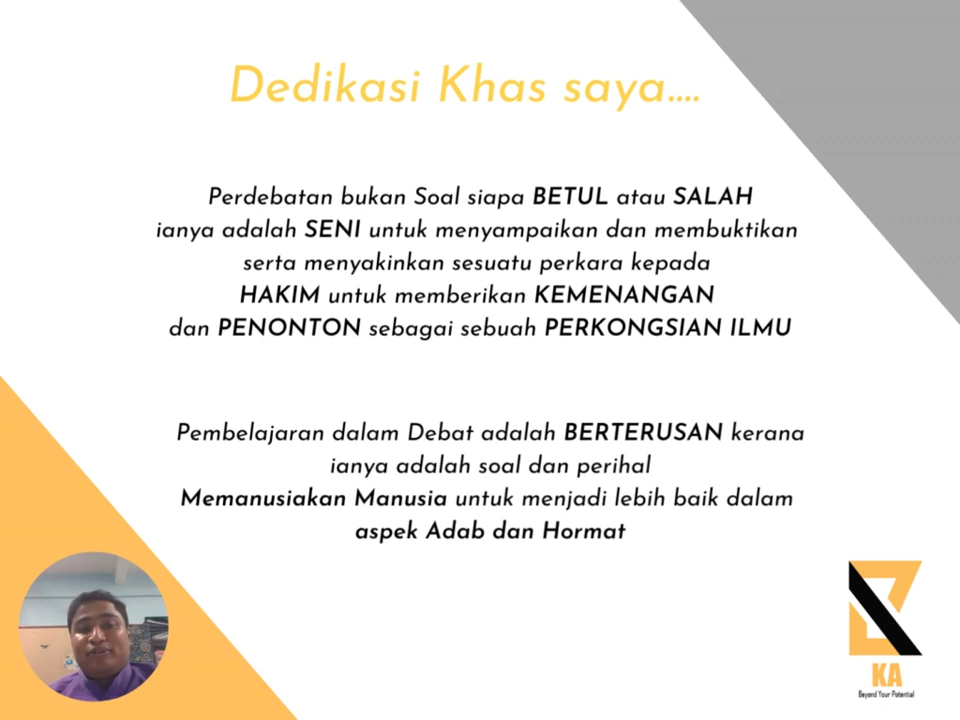 Dedikasi Khas saya....
Perdebatan bukan Soal siapa BETUL atau SALAH
ianya adalah SENI untuk menyampaikan dan membuktikan
serta menyakinkan sesuatu perkara kepada
HAKIM untuk memberikan KEMENANGAN
dan PENONTON sebagai sebuah PERKONGSIAN ILMU
Pembelajaran dalam Debat adalah BERTERUSAN kerana
ianya adalah soal dan perihal
Memanusiakan Manusia untuk menjadi lebih baik dalam
aspek Adab dan Hormat
KA
Beyond Your Potential